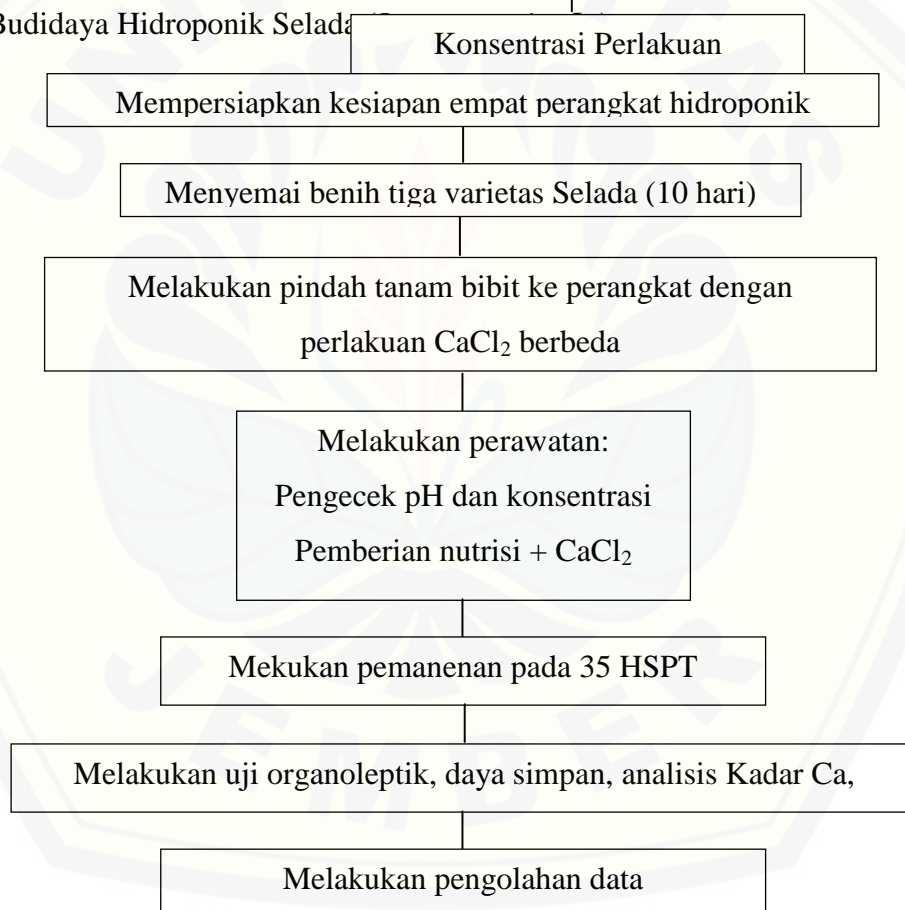 Budidaya Hidroponik Selada
Konsentrasi Perlakuan
Mempersiapkan kesiapan empat perangkat hidroponik
Menyemai benih tiga varietas Selada (10 hari)
Melakukan pindah tanam bibit ke perangkat dengan
perlakuan CaCl₂ berbeda
Melakukan perawatan:
Pengecek pH dan konsentrasi
Pemberian nutrisi + CaCl₂
Mekukan pemanenan pada 35 HSPT
Melakukan uji organoleptik, daya simpan, analisis Kadar Ca,
Melakukan pengolahan data
JEMBER